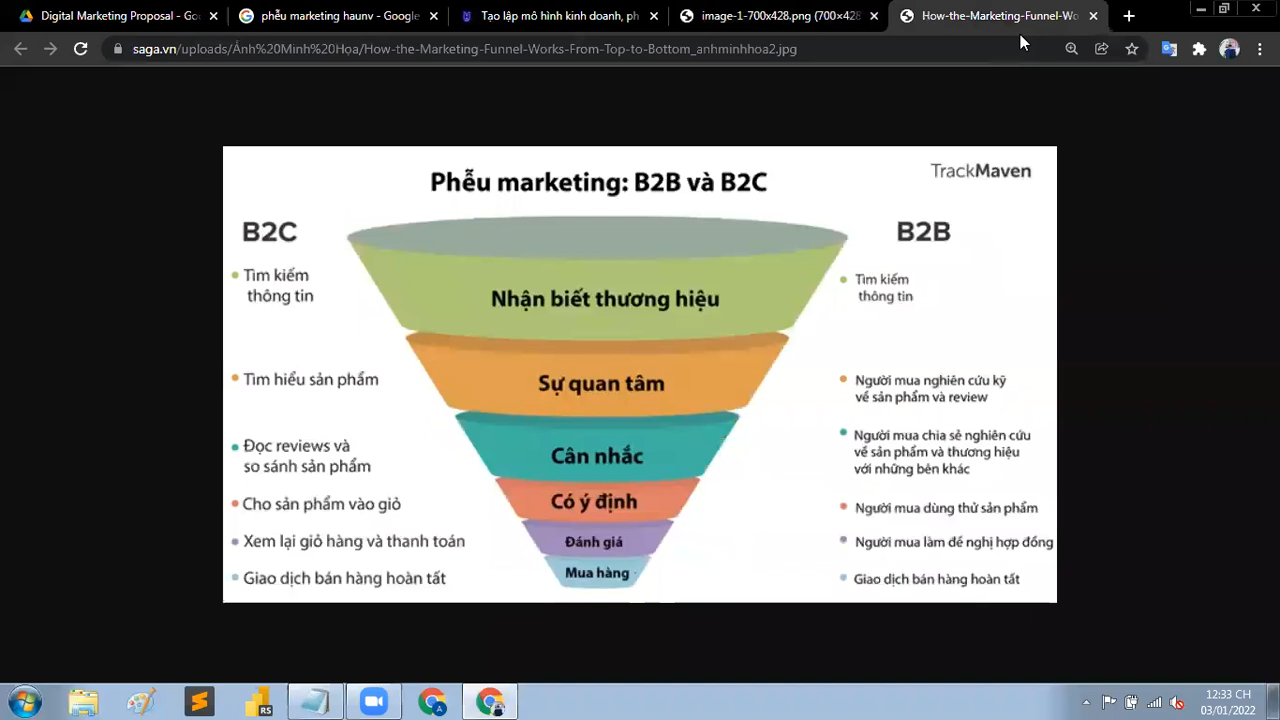 Digital Marketing Proposal - Go
phễu marketing haunv - Google
Tạo lập mô hình kinh doanh, ph
image-1-700x428.png (700×428
How-the-Marketing-Funnel-Wo
saga.vn/uploads/Ảnh%20Minh%20Họa/How-the-Marketing-Funnel-Works-From-Top-to-Bottom_anhminhhoa2.jpg
Phễu marketing: B2B và B2C
TrackMaven
B2C
B2B
Tìm kiếm
thông tin
Nhận biết thương hiệu
Tìm kiếm
thông tin
Tìm hiểu sản phẩm
Sự quan tâm
Người mua nghiên cứu kỹ
về sản phẩm và review
Đọc reviews và
so sánh sản phẩm
Cân nhắc
Người mua chia sẻ nghiên cứu
về sản phẩm và thương hiệu
với những bên khác
Cho sản phẩm vào giỏ
Có ý định
Người mua dùng thử sản phẩm
Xem lại giỏ hàng và thanh toán
Đánh giá
Người mua làm đề nghị hợp đồng
Giao dịch bán hàng hoàn tất
Mua hàng
Giao dịch bán hàng hoàn tất
RS
A
12:33 CH
03/01/2022